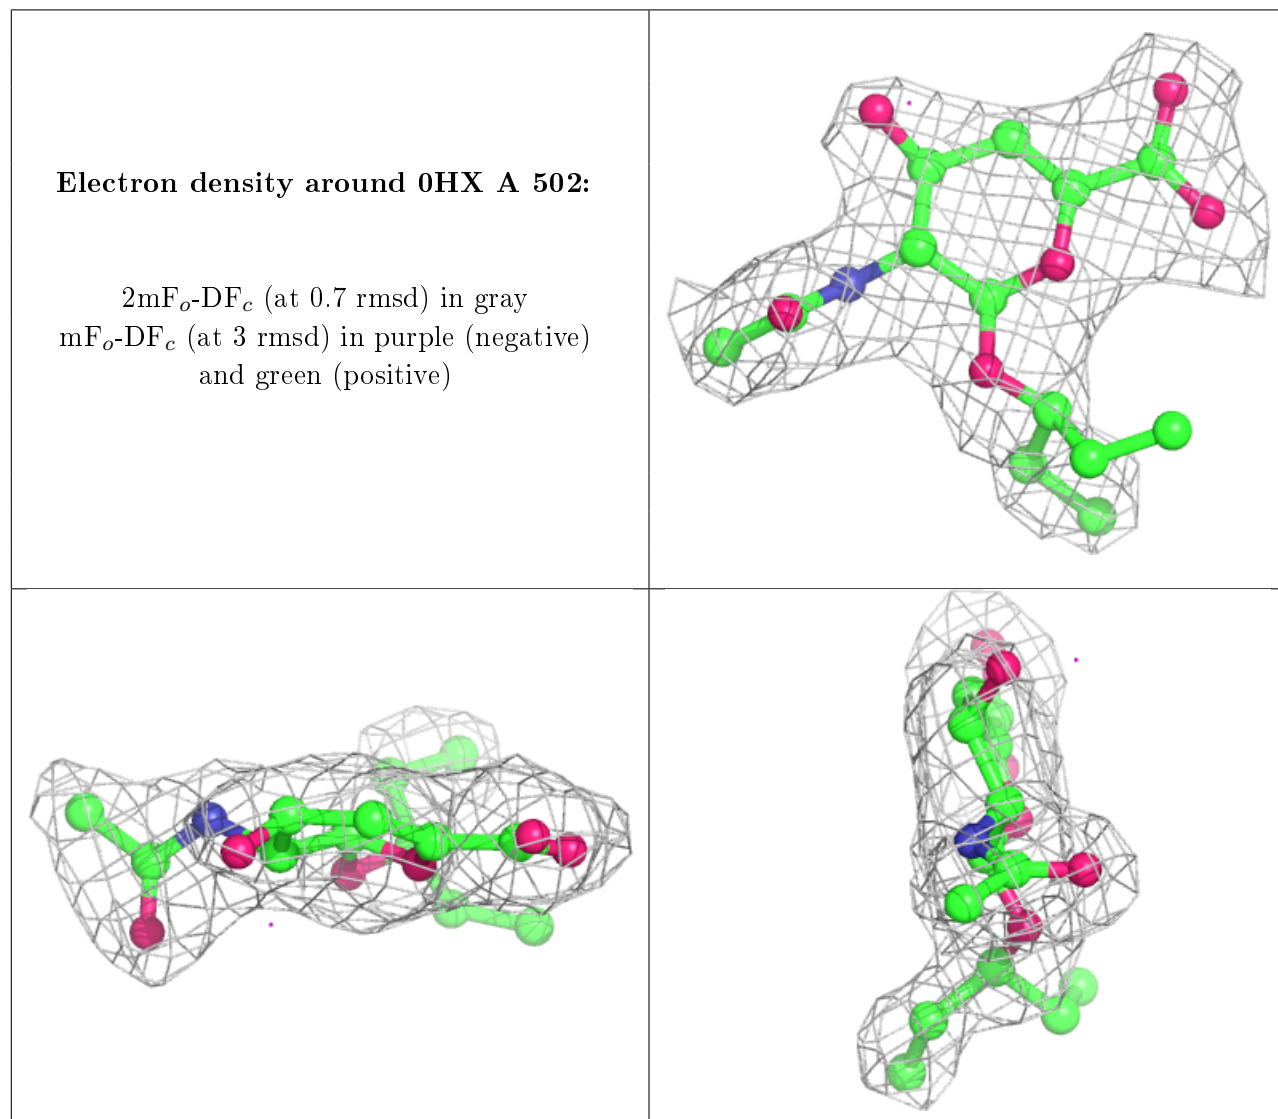 Electron density around 0HX A 502:
2mFₒ-DF𝒸 (at 0.7 rmsd) in gray
mFₒ-DF𝒸 (at 3 rmsd) in purple (negative)
and green (positive)